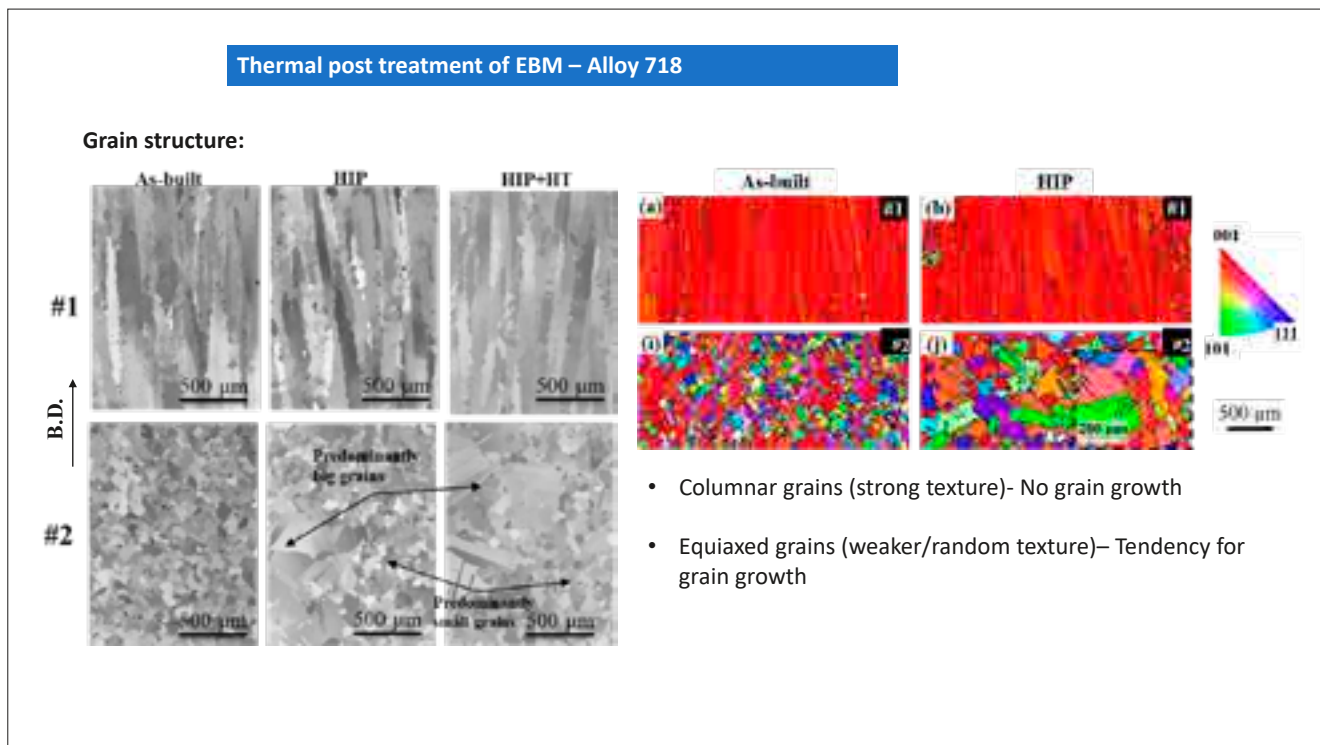 Thermal post treatment of EBM – Alloy 718
Grain structure:
As-built
HIP
HIP+HT
#1
500 μm
500 μm
500 μm
B.D.
#2
Predominantly
big grains
Predominantly
small grains
500 μm
500 μm
500 μm
As-built
HIP
(a)
#1
(b)
#1
(i)
#2
(j)
#2
200 μm
001
101
111
500 μm
• Columnar grains (strong texture)- No grain growth
• Equiaxed grains (weaker/random texture)– Tendency for
grain growth